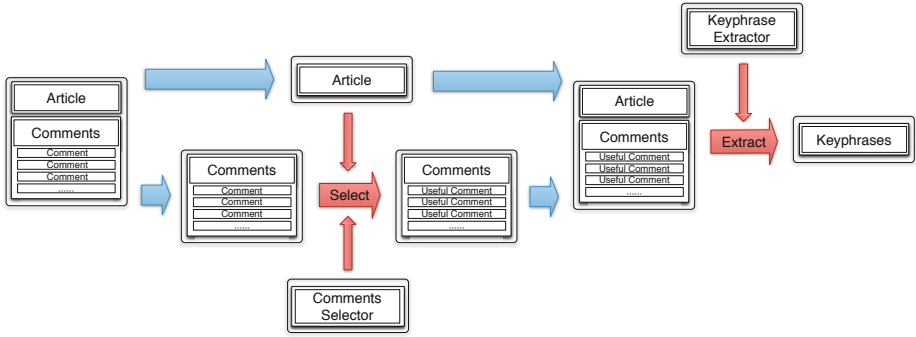 Article
Comments
Comment
Comment
Comment
......
Comments
Comment
Comment
Comment
......
Article
Select
Comments
Selector
Comments
Useful Comment
Useful Comment
Useful Comment
......
Article
Comments
Useful Comment
Useful Comment
Useful Comment
......
Keyphrase
Extractor
Extract
Keyphrases